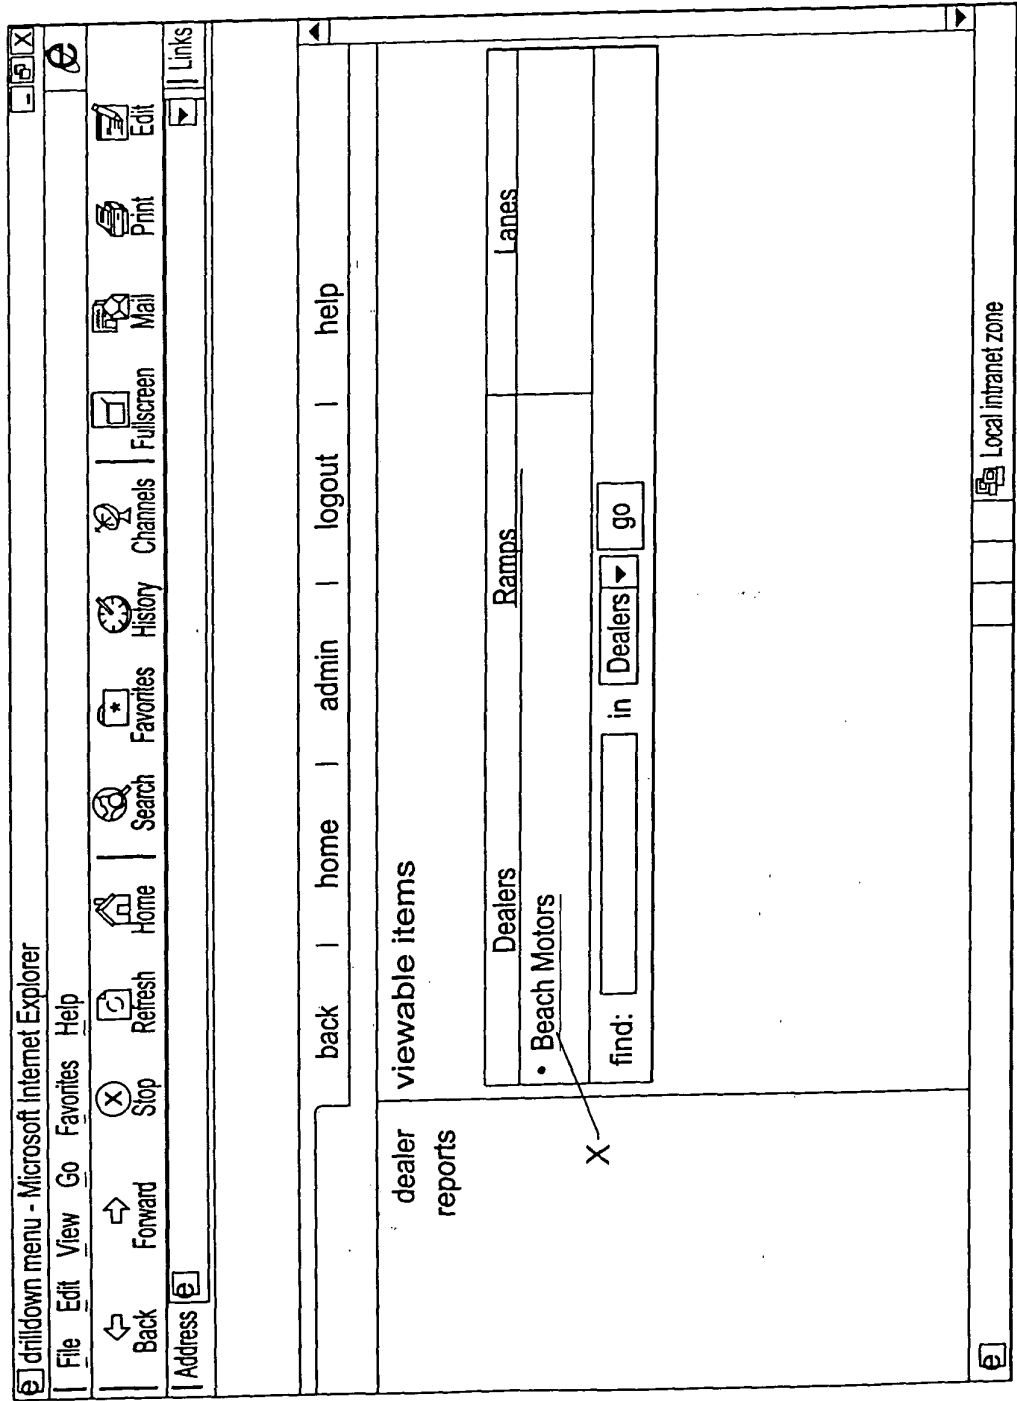 drilldown menu - Microsoft Internet Explorer
File Edit View Go Favorites Help
Back Forward Stop Refresh Home Search Favorites History Channels Fullscreen Mail Print Edit
Address Links
back | home | admin | logout | help
dealer
reports
viewable items
Dealers Ramps Lanes
• Beach Motors
X
find: in Dealers go
Local intranet zone